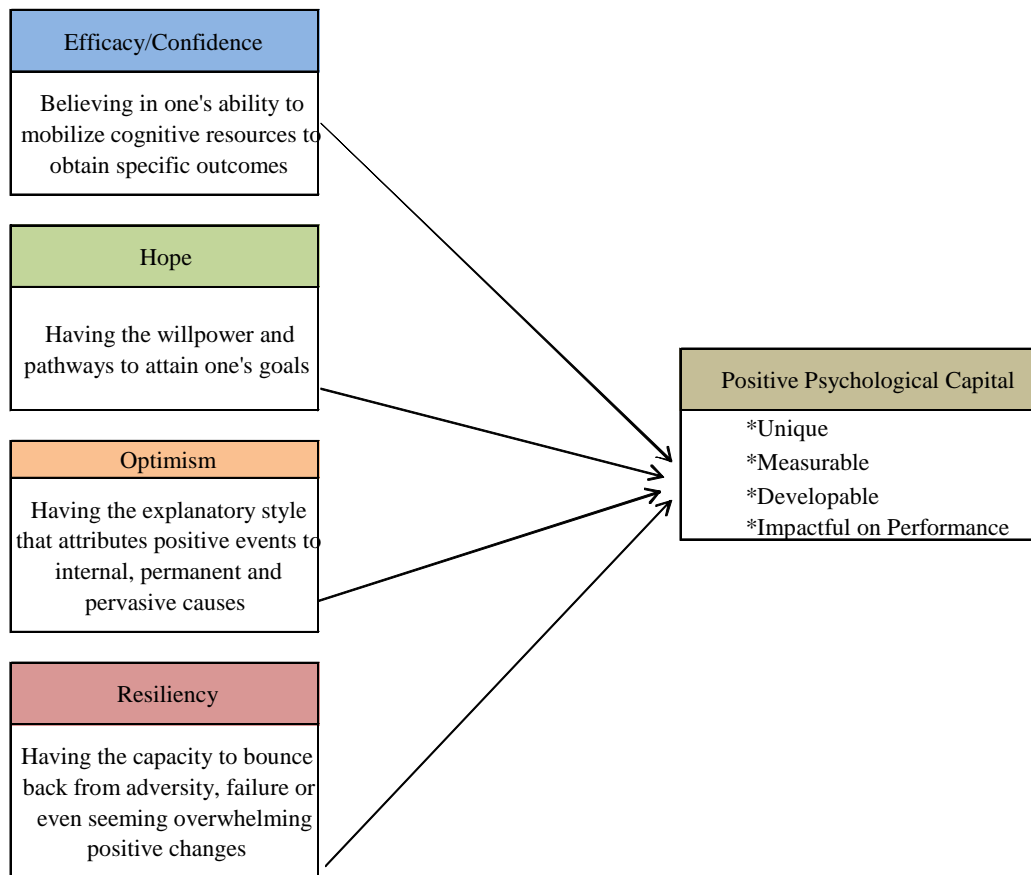 Efficacy/Confidence
Believing in one's ability to
mobilize cognitive resources to
obtain specific outcomes
Hope
Having the willpower and
pathways to attain one's goals
Optimism
Having the explanatory style
that attributes positive events to
internal, permanent and
pervasive causes
Resiliency
Having the capacity to bounce
back from adversity, failure or
even seeming overwhelming
positive changes
Positive Psychological Capital
*Unique
*Measurable
*Developable
*Impactful on Performance